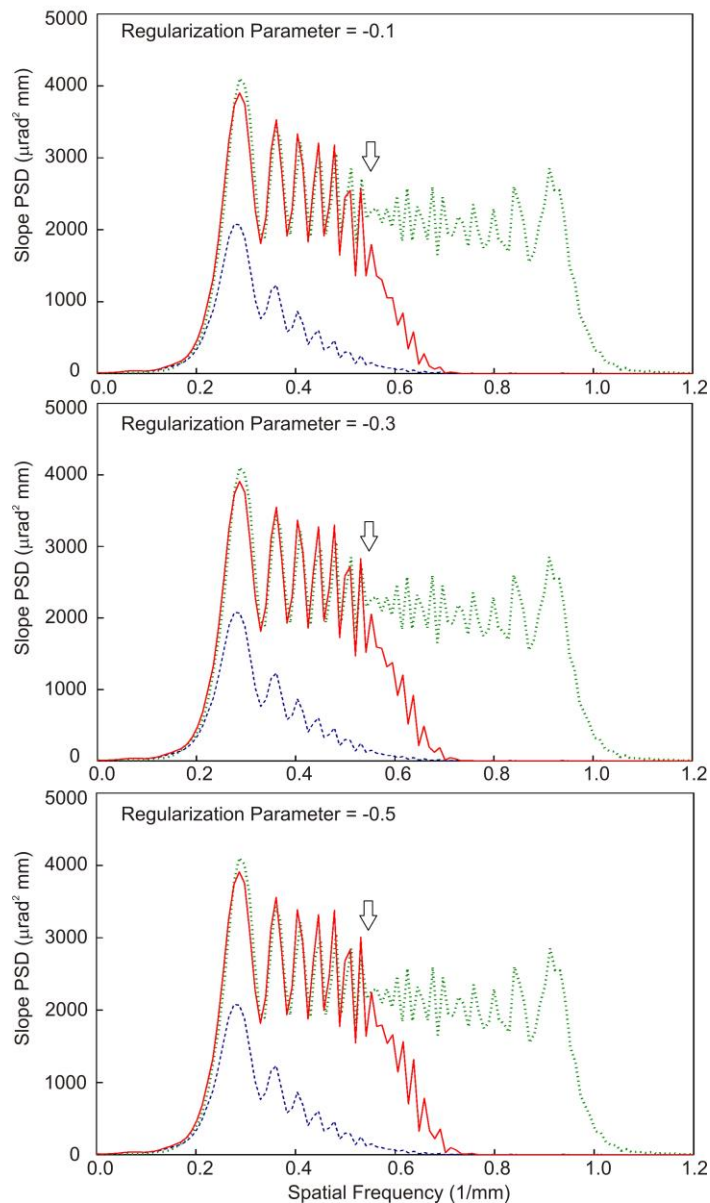 5000
Regularization Parameter = -0.1
4000
3000
2000
1000
0
Slope PSD (μrad² mm)
0.0 0.2 0.4 0.6 0.8 1.0 1.2
5000
Regularization Parameter = -0.3
4000
3000
2000
1000
0
Slope PSD (μrad² mm)
0.0 0.2 0.4 0.6 0.8 1.0 1.2
5000
Regularization Parameter = -0.5
4000
3000
2000
1000
0
Slope PSD (μrad² mm)
0.0 0.2 0.4 0.6 0.8 1.0 1.2
Spatial Frequency (1/mm)